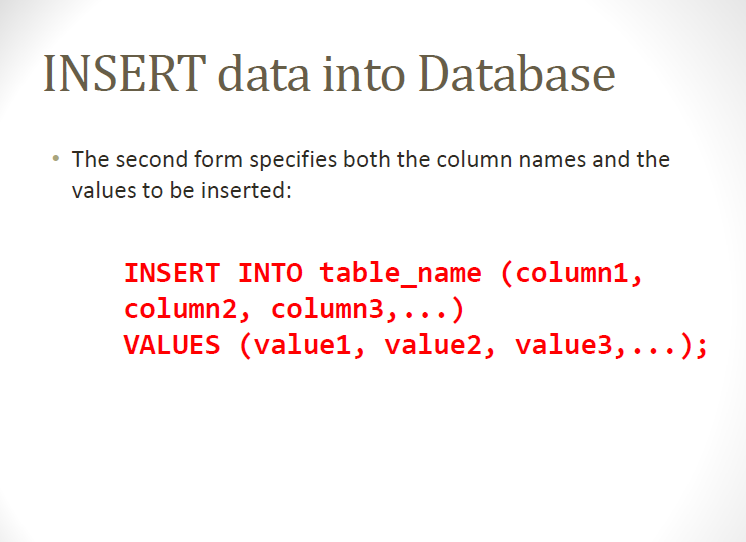 INSERT data into Database
• The second form specifies both the column names and the
values to be inserted:
INSERT INTO table_name (column1,
column2, column3,...)
VALUES (value1, value2, value3,...);